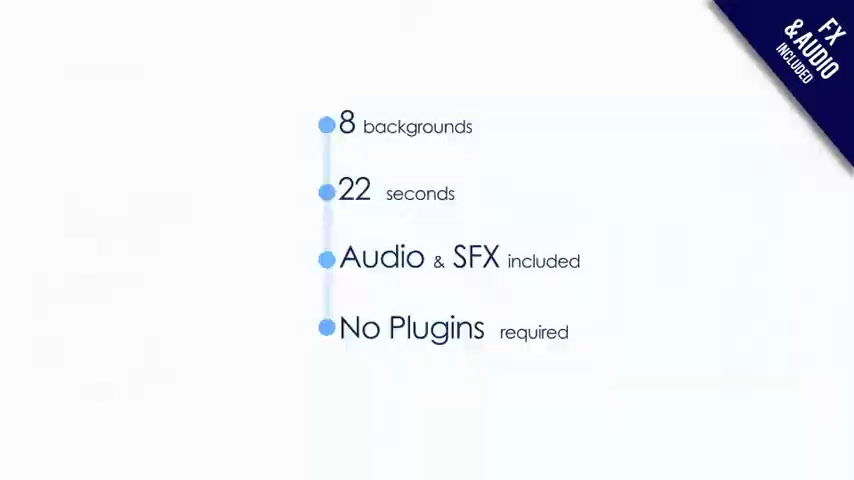 FX
& AUDIO
INCLUDED
8 backgrounds
22 seconds
Audio & SFX included
No Plugins required